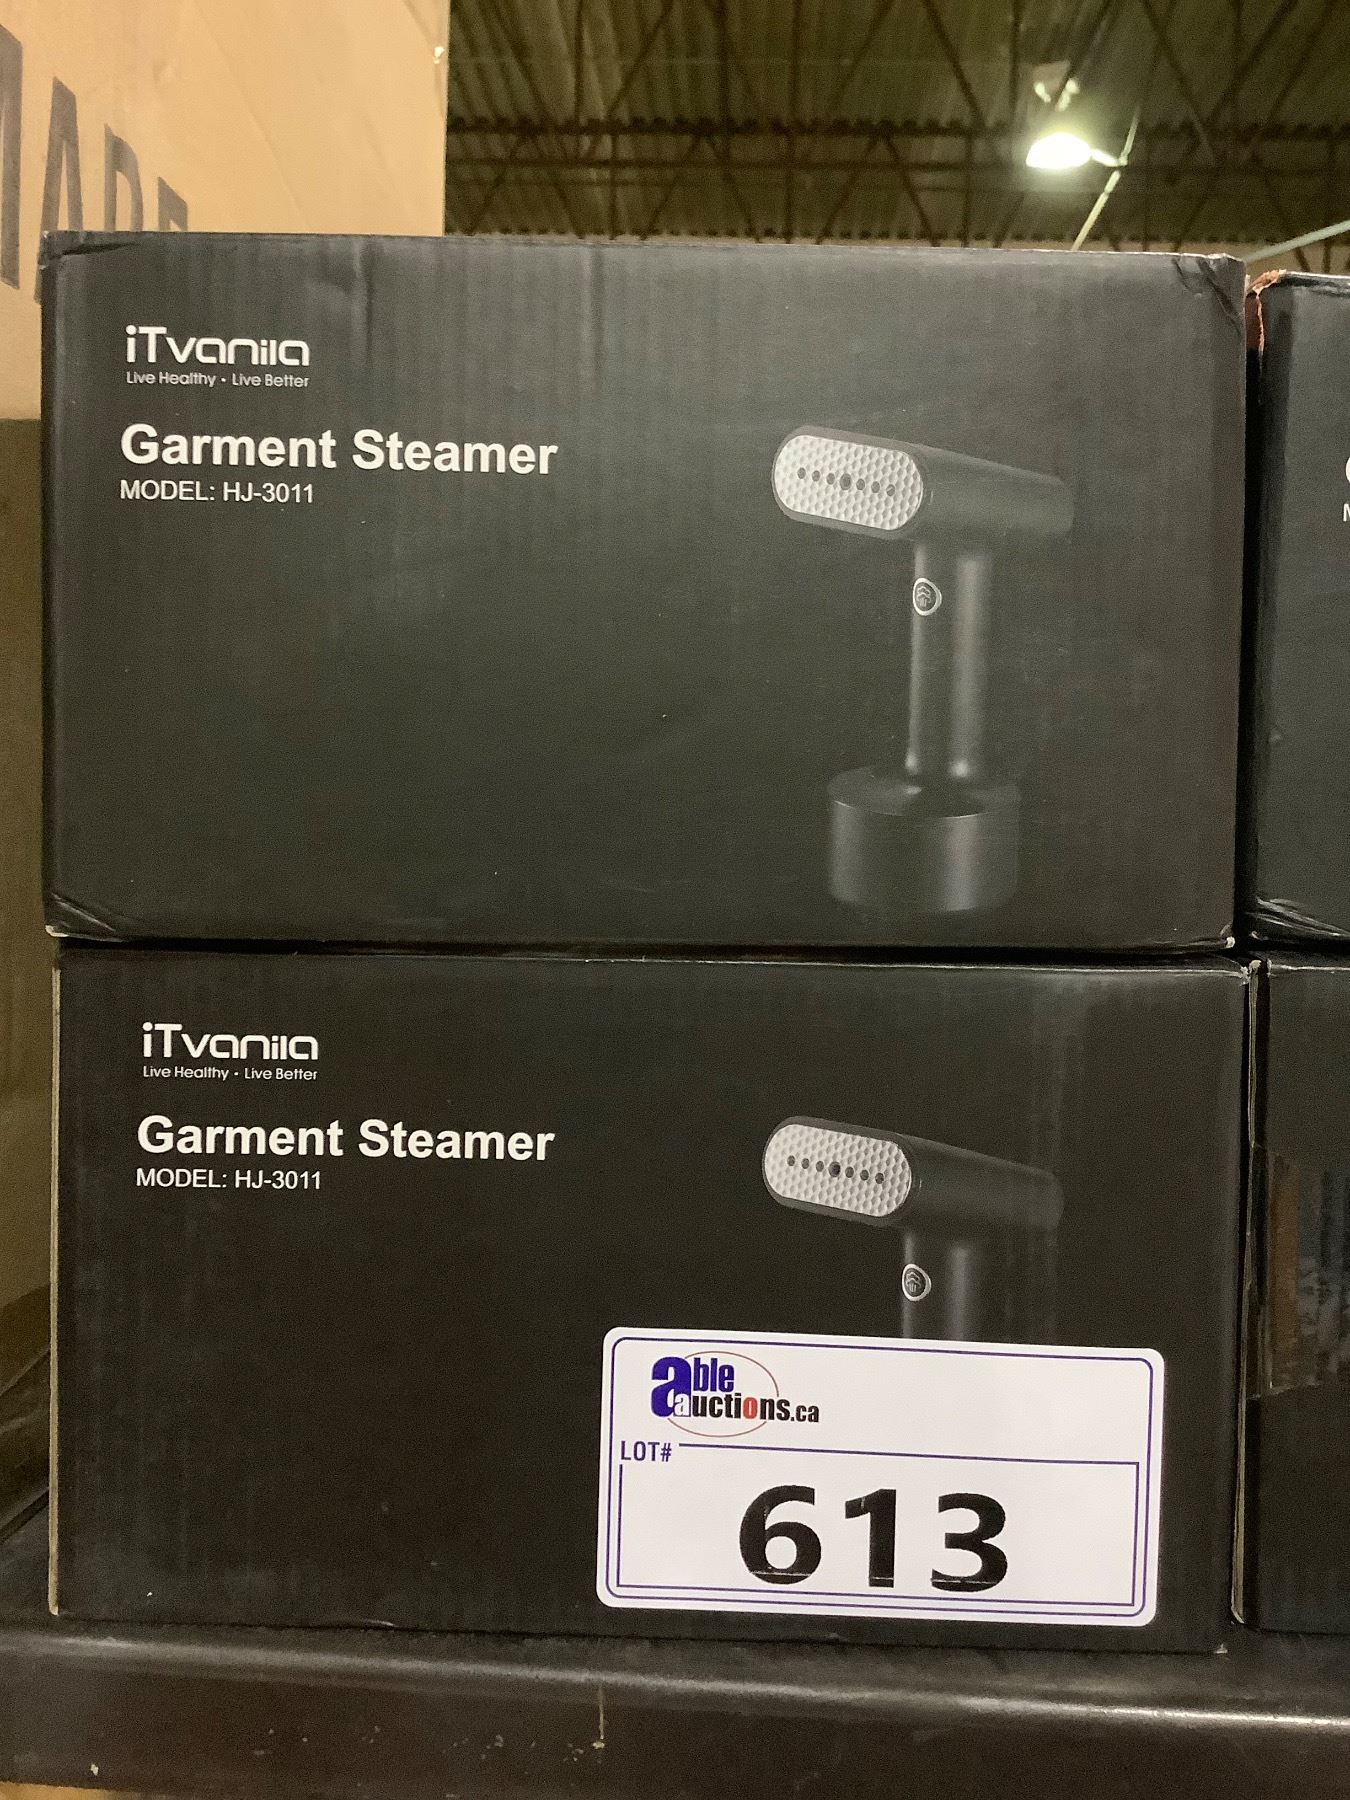 MADE
iTvanila
Live Healthy • Live Better
Garment Steamer
MODEL: HJ-3011
iTvanila
Live Healthy • Live Better
Garment Steamer
MODEL: HJ-3011
able
auctions.ca
LOT#
613